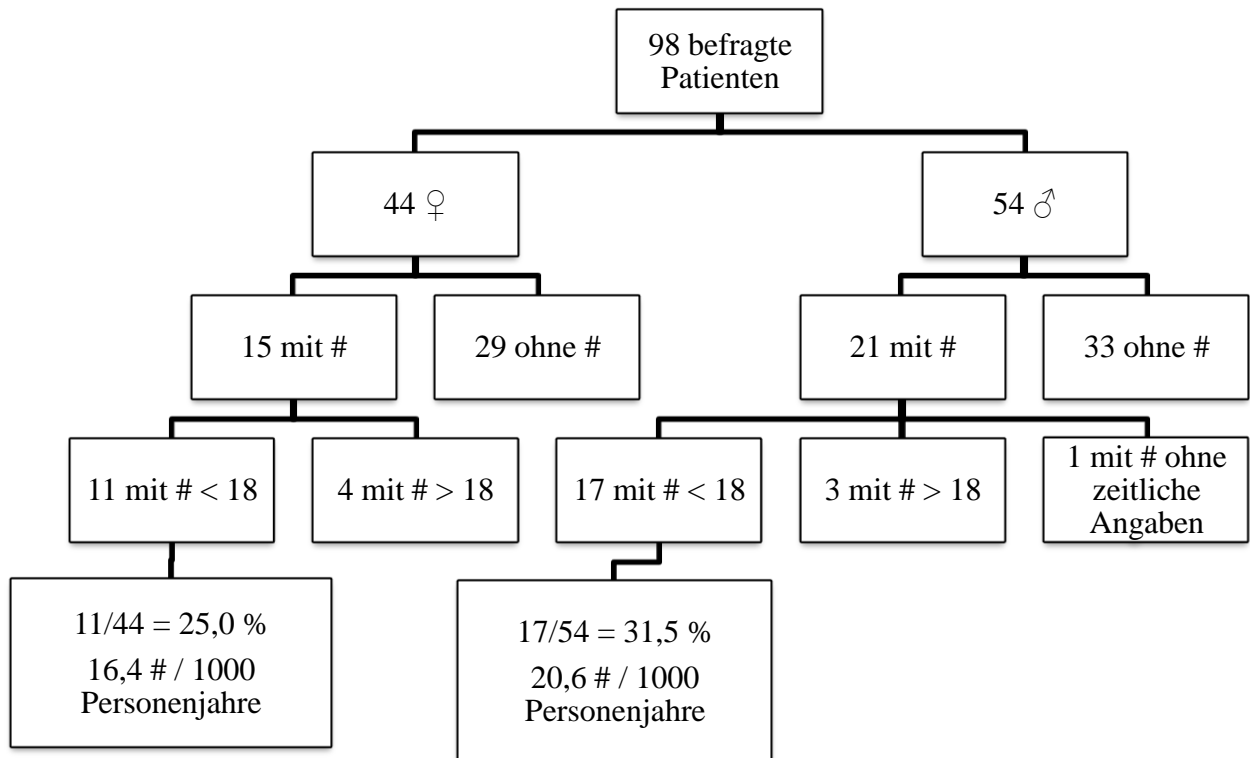 98 befragte
Patienten
44 ♀
54 ♂
15 mit #
29 ohne #
21 mit #
33 ohne #
11 mit # < 18
4 mit # > 18
17 mit # < 18
3 mit # > 18
1 mit # ohne
zeitliche
Angaben
11/44 = 25,0 %
16,4 # / 1000
Personenjahre
17/54 = 31,5 %
20,6 # / 1000
Personenjahre